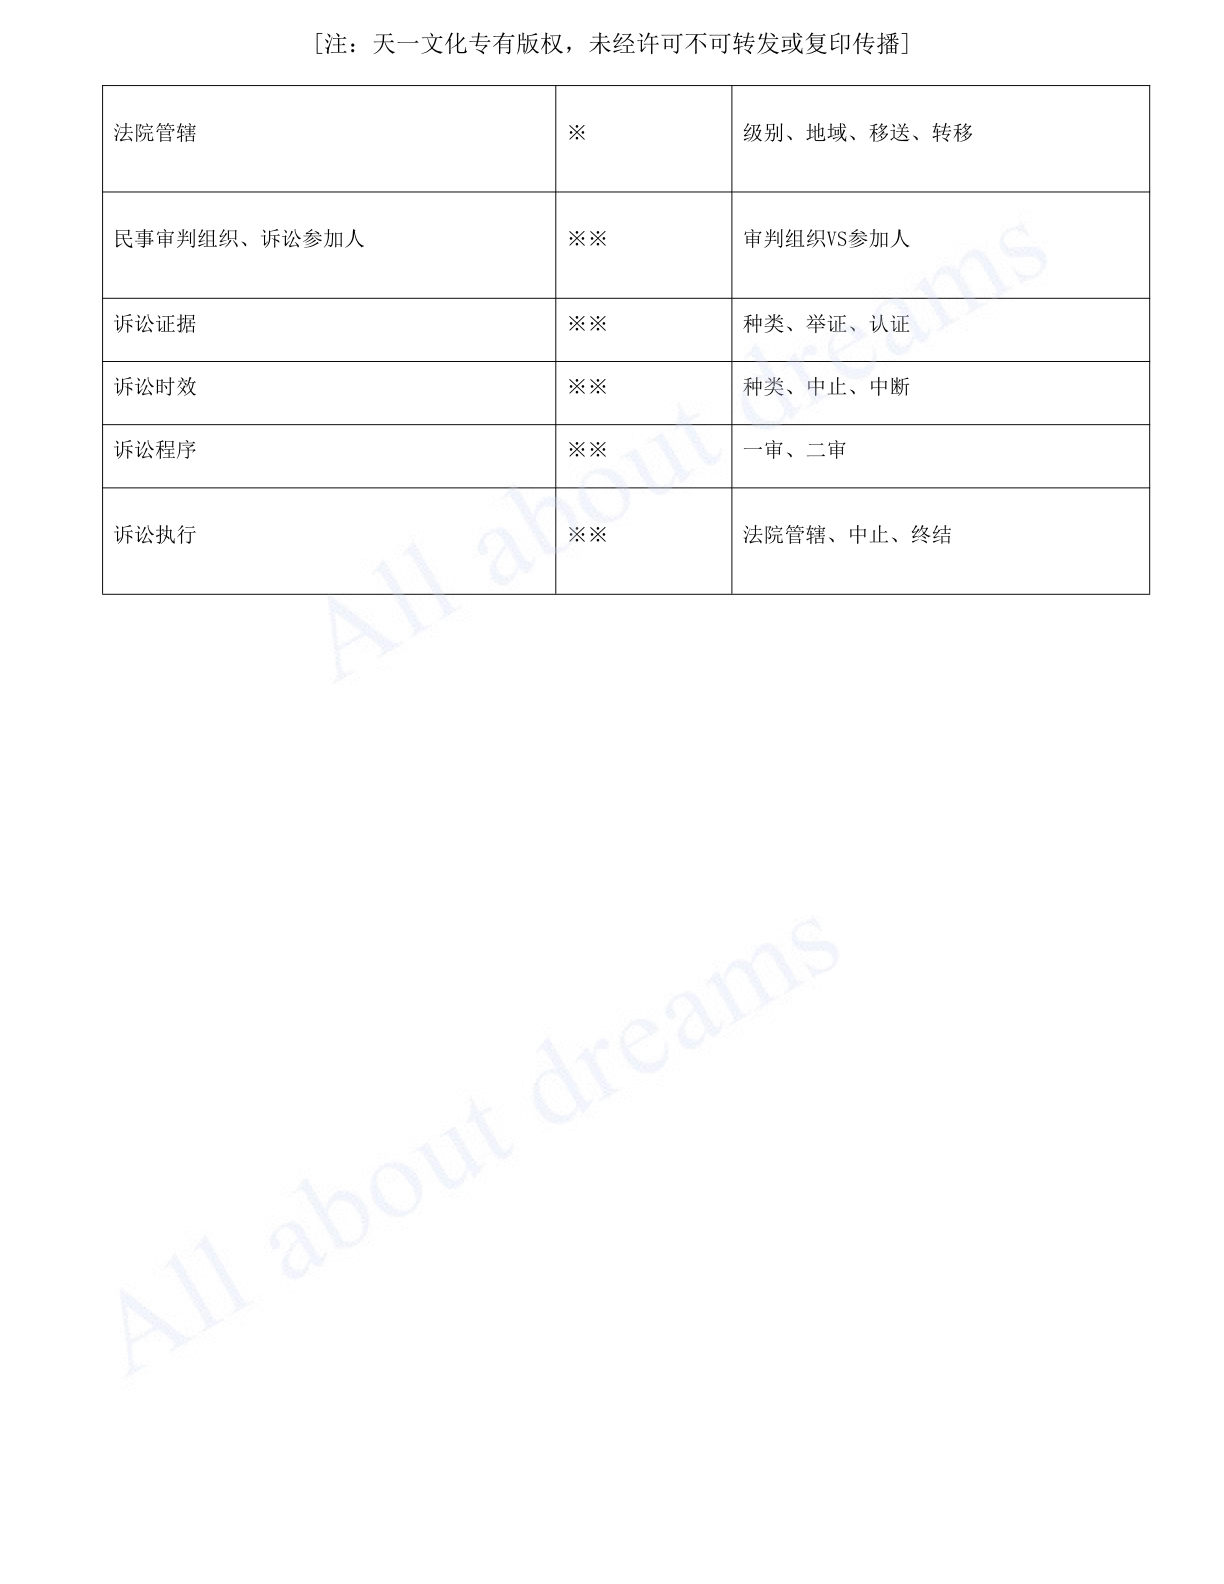 [注：天一文化专有版权，未经许可不可转发或复印传播]
法院管辖 ※ 级别、地域、移送、转移
民事审判组织、诉讼参加人 ※※ 审判组织VS参加人
诉讼证据 ※※ 种类、举证、认证
诉讼时效 ※※ 种类、中止、中断
诉讼程序 ※※ 一审、二审
诉讼执行 ※※ 法院管辖、中止、终结
All about dreams
All about dreams